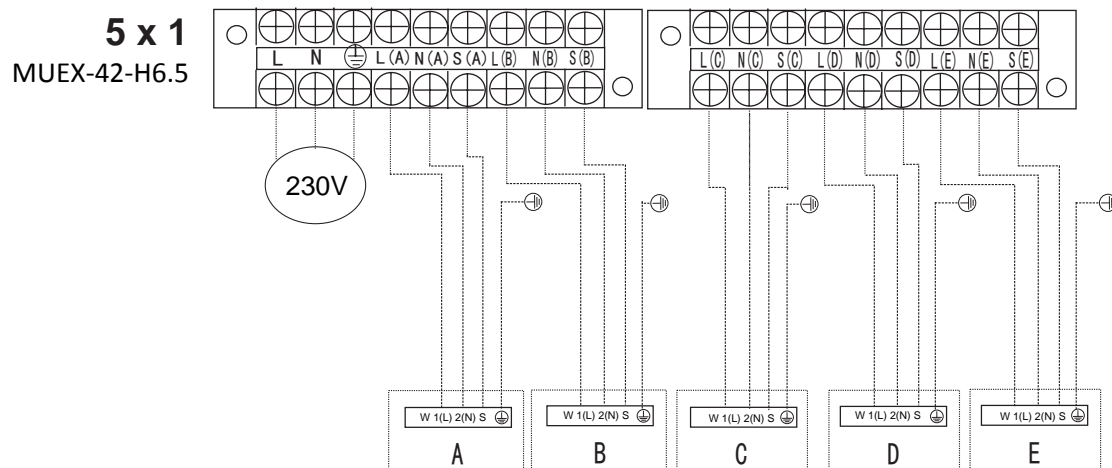 5 x 1
MUEX-42-H6.5
L N L(A) N(A) S(A) L(B) N(B) S(B)
L(C) N(C) S(C) L(D) N(D) S(D) L(E) N(E) S(E)
230V
W 1(L) 2(N) S
A
W 1(L) 2(N) S
B
W 1(L) 2(N) S
C
W 1(L) 2(N) S
D
W 1(L) 2(N) S
E